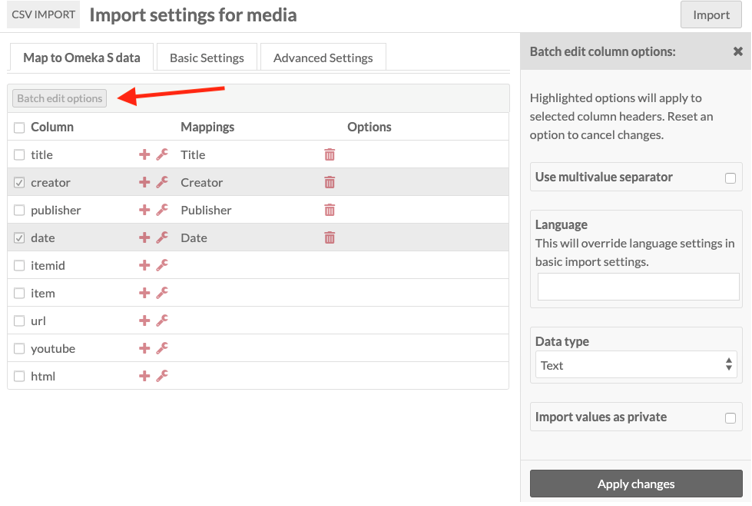 CSV IMPORT Import settings for media Import
Map to Omeka S data Basic Settings Advanced Settings
Batch edit options
Column Mappings Options
title Title
creator Creator
publisher Publisher
date Date
itemid
item
url
youtube
html
Batch edit column options:
Highlighted options will apply to
selected column headers. Reset an
option to cancel changes.
Use multivalue separator
Language
This will override language settings in
basic import settings.
Data type
Text
Import values as private
Apply changes